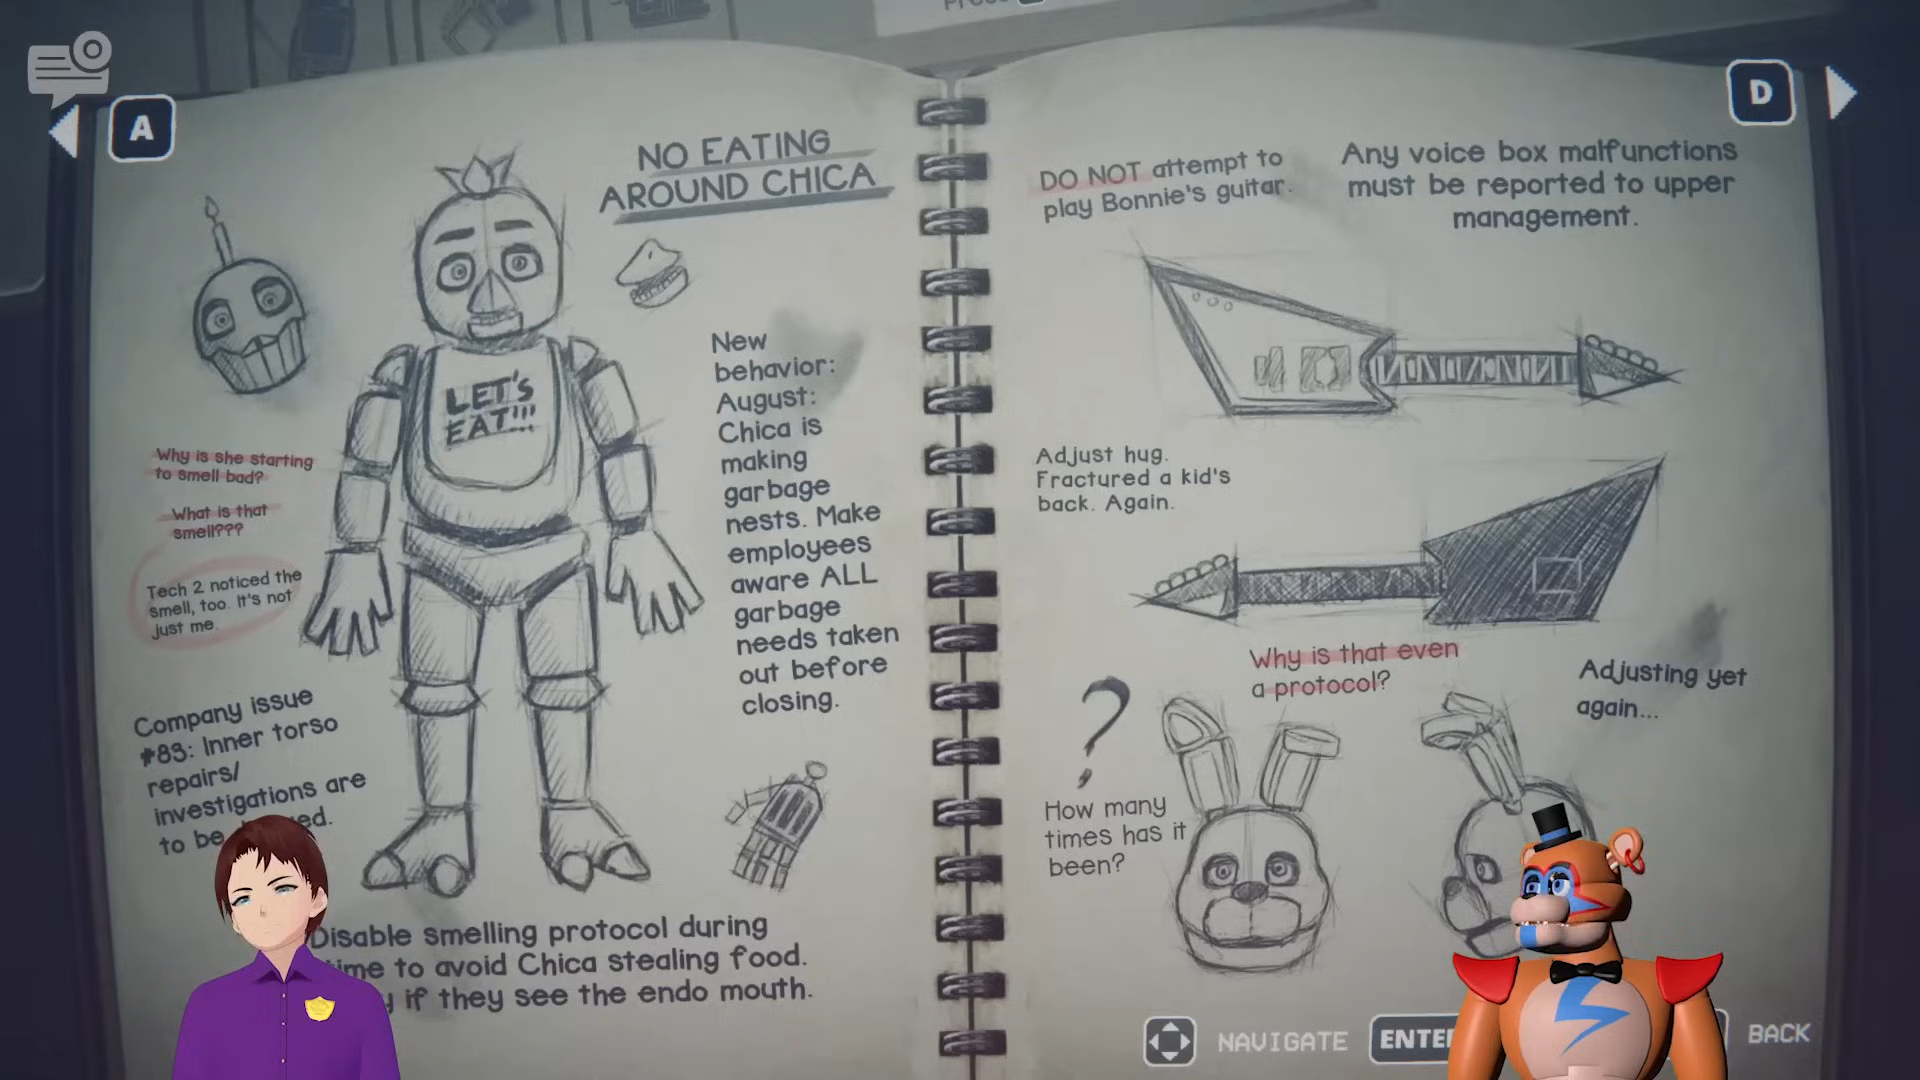 A
D
NO EATING
AROUND CHICA
LET'S
EAT!!!
New
behavior:
August:
Chica is
making
garbage
nests. Make
employees
aware ALL
garbage
needs taken
out before
closing.
Why is she starting
to smell bad?
What is that
smell???
Tech 2 noticed the
smell, too. It's not
just me.
Company issue
#83: Inner torso
repairs/
investigations are
to be
Disable smelling protocol during
time to avoid Chica stealing food.
if they see the endo mouth.
DO NOT attempt to
play Bonnie's guitar.
Any voice box malfunctions
must be reported to upper
management.
Adjust hug.
Fractured a kid's
back. Again.
Why is that even
a protocol?
Adjusting yet
again...
?
How many
times has it
been?
NAVIGATE
ENTER
BACK